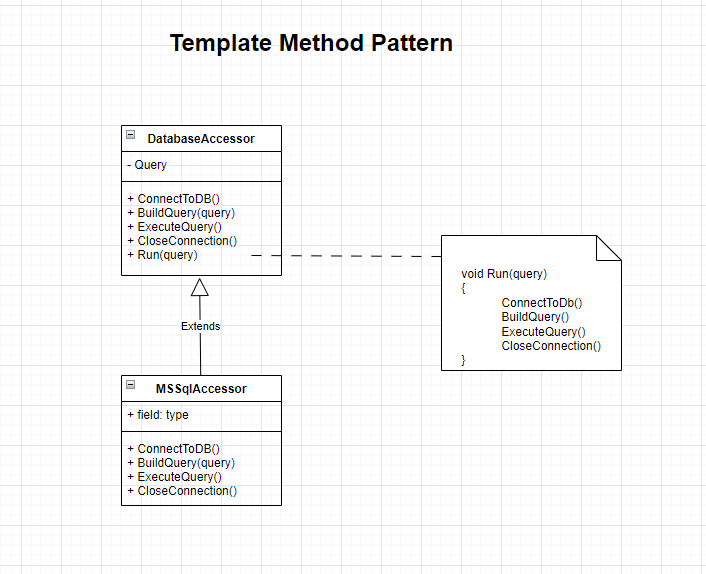 Template Method Pattern
DatabaseAccessor
- Query
+ ConnectToDB()
+ BuildQuery(query)
+ ExecuteQuery()
+ CloseConnection()
+ Run(query)
void Run(query)
{
ConnectToDb()
BuildQuery()
ExecuteQuery()
CloseConnection()
}
Extends
MSSqlAccessor
+ field: type
+ ConnectToDB()
+ BuildQuery(query)
+ ExecuteQuery()
+ CloseConnection()